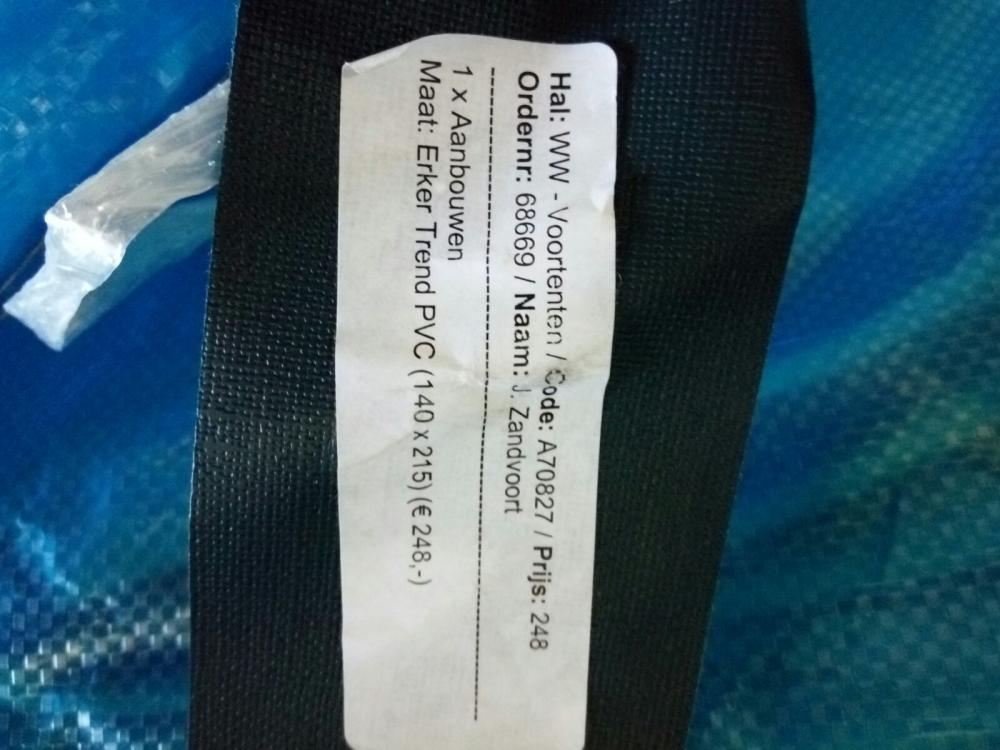 Hal: WW - Voortenten / Code: A70827 / Prijs: 248
Ordernr: 68669 / Naam: J. Zandvoort
--------------------------------------------------------------------------------
1 x Aanbouwen
Maat: Erker Trend PVC (140 x 215) (€ 248,-)